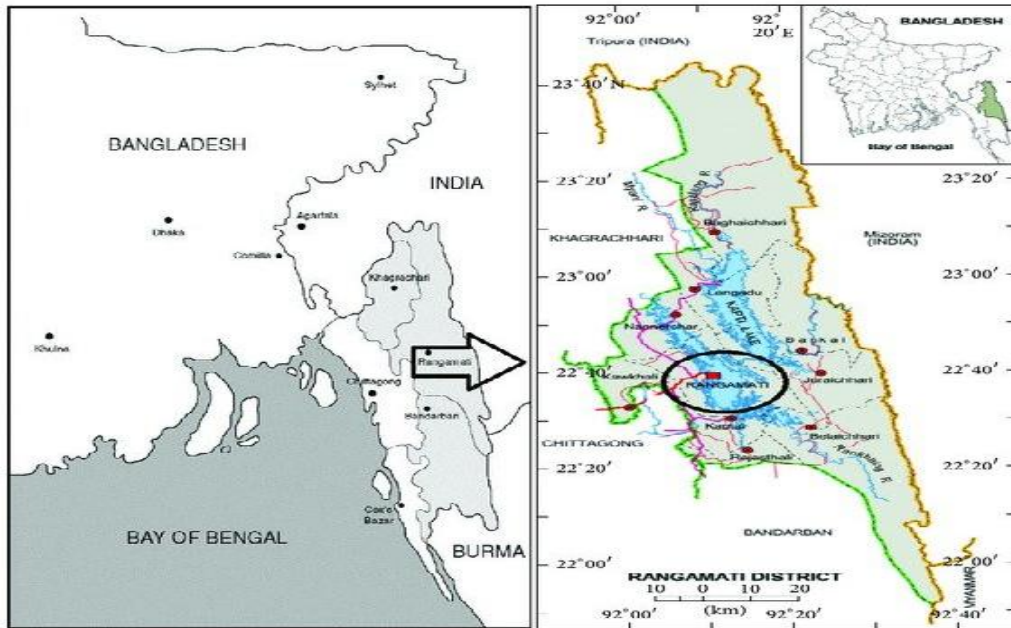 Sylhet
BANGLADESH
INDIA
Agartala
Dhaka
Comilla
Khagrachari
Khulna
Rangamati
Chittagong
Bandarban
Cox's
Bazar
BAY OF BENGAL
BURMA
92°00'
92°
20'E
Tripura (INDIA)
BANGLADESH
Bay of Bengal
23°40'N
23°20'
23°20'
R.
Baghaichhari
KHAGRACHHARI
Mizoram
(INDIA)
23°00'
23°00'
Langadu
KAPTAI LAKE
Barkal
22°40'
Kawkhali
RANGAMATI
Juraichhari
Kaptai
Belaichhari
CHITTAGONG
Rajasthali
R.
22°20'
22°20'
BANDARBAN
22°00'
22°00'
RANGAMATI DISTRICT
MYANMAR
10 0 10 20
(km)
92°00'
92°20'
92°40'